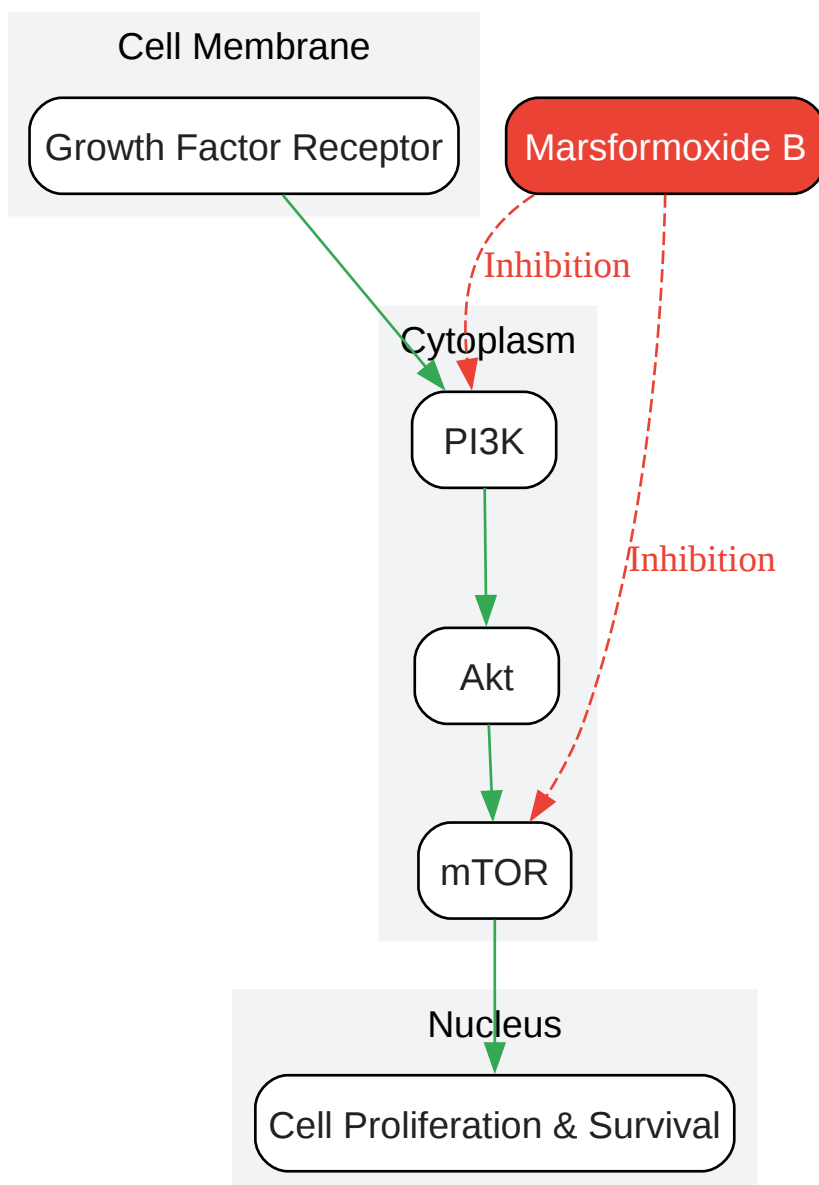 Cell Membrane
Growth Factor Receptor
Marsformoxide B
Inhibition
Cytoplasm
PI3K
Inhibition
Akt
mTOR
Nucleus
Cell Proliferation & Survival